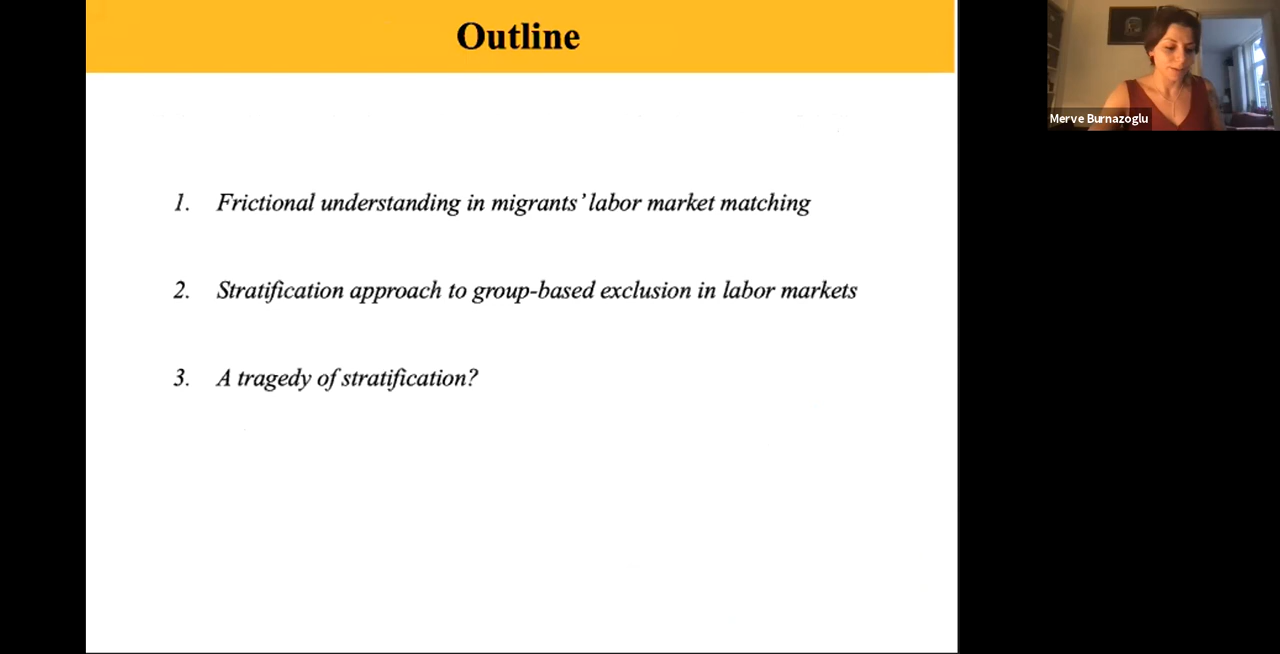 Outline
Merve Burnazoglu
1. Frictional understanding in migrants’ labor market matching
2. Stratification approach to group-based exclusion in labor markets
3. A tragedy of stratification?